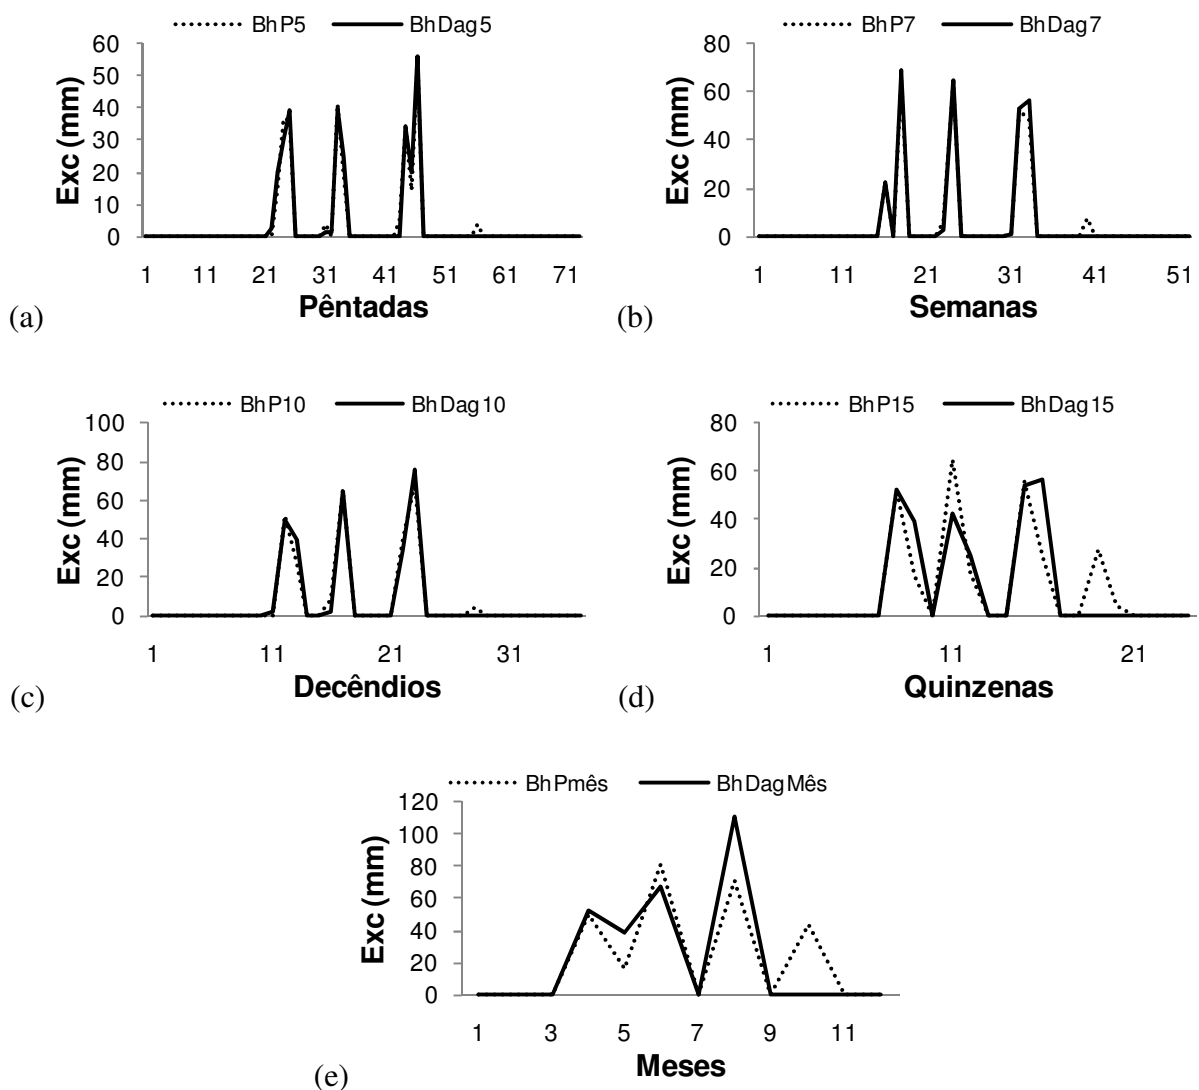 BhP5 BhDag5
Exc (mm)
60
50
40
30
20
10
0
1 11 21 31 41 51 61 71
Pêntadas
(a)
BhP7 BhDag7
Exc (mm)
80
60
40
20
0
1 11 21 31 41 51
Semanas
(b)
BhP10 BhDag10
Exc (mm)
100
80
60
40
20
0
1 11 21 31
Decêndios
(c)
BhP15 BhDag15
Exc (mm)
80
60
40
20
0
1 11 21
Quinzenas
(d)
BhPmês BhDagMês
Exc (mm)
120
100
80
60
40
20
0
1 3 5 7 9 11
Meses
(e)